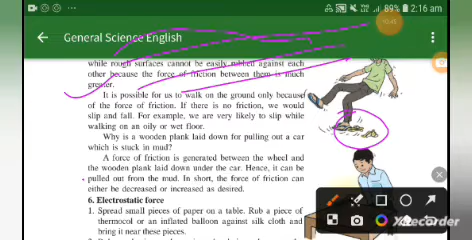 89% 2:16 am
10:41
General Science English
while rough surfaces cannot be easily rubbed against each
other because the force of friction between them is much
greater.
It is possible for us to walk on the ground only because
of the force of friction. If there is no friction, we would
slip and fall. For example, we are very likely to slip while
walking on an oily or wet floor.
Why is a wooden plank laid down for pulling out a car
which is stuck in mud?
A force of friction is generated between the wheel and
the wooden plank laid down under the car. Hence, it can be
pulled out from the mud. In short, the force of friction can
either be decreased or increased as desired.
6. Electrostatic force
1. Spread small pieces of paper on a table. Rub a piece of
thermocol or an inflated balloon against silk cloth and
bring it near these pieces.
Recorder